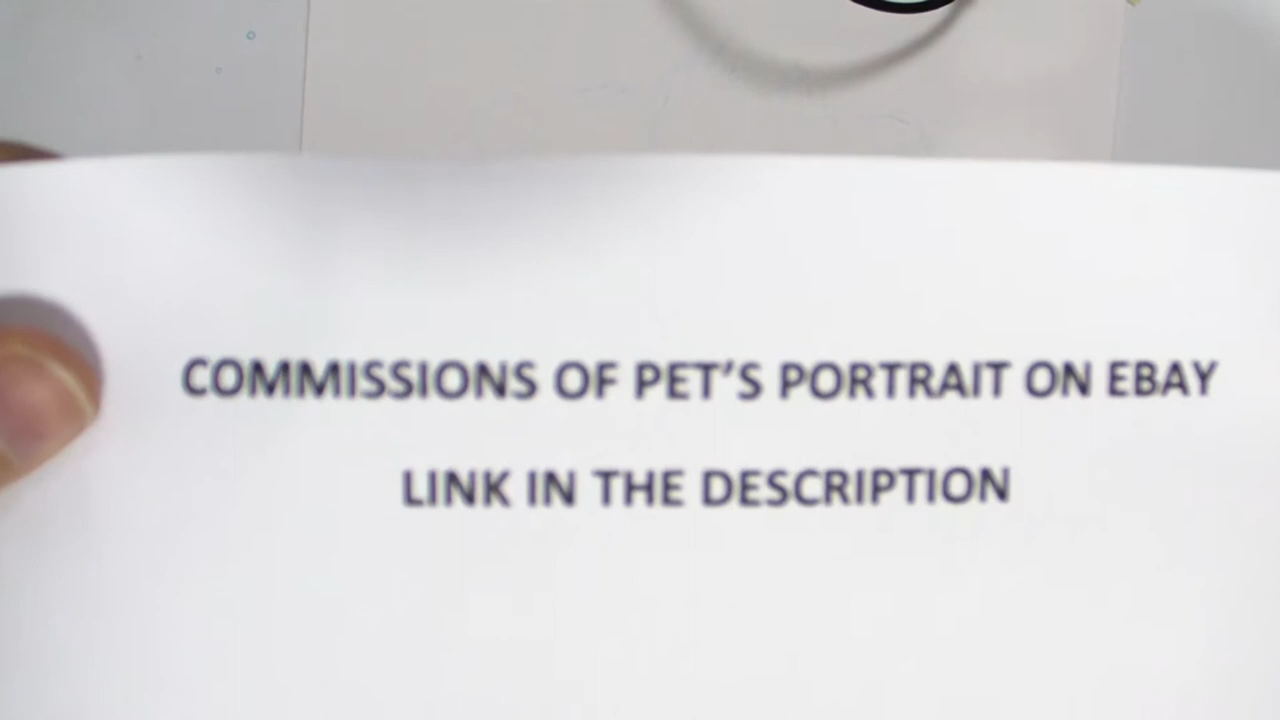 COMMISSIONS OF PET’S PORTRAIT ON EBAY
LINK IN THE DESCRIPTION